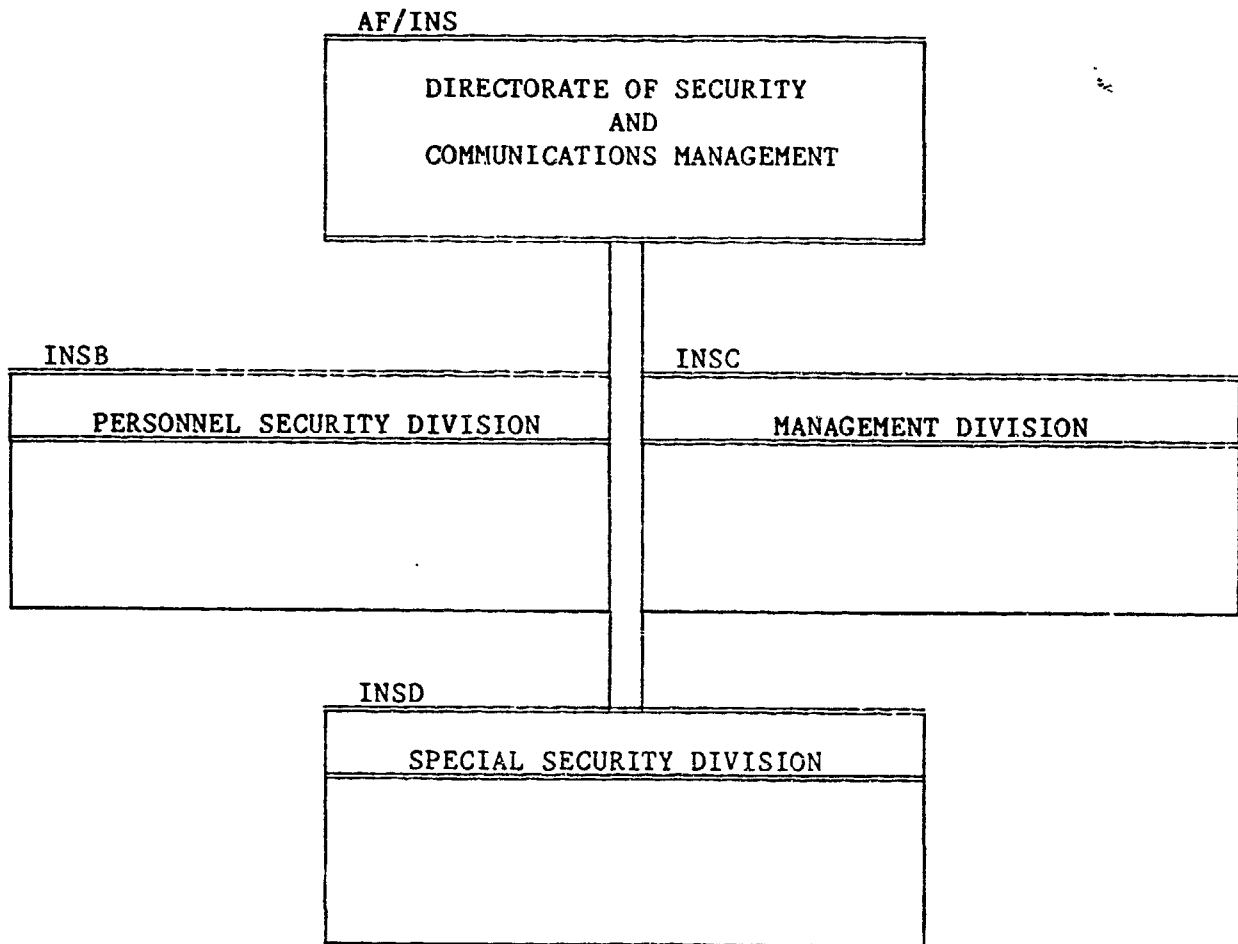 AF/INS
DIRECTORATE OF SECURITY
AND
COMMUNICATIONS MANAGEMENT
INSB
PERSONNEL SECURITY DIVISION
INSC
MANAGEMENT DIVISION
INSD
SPECIAL SECURITY DIVISION